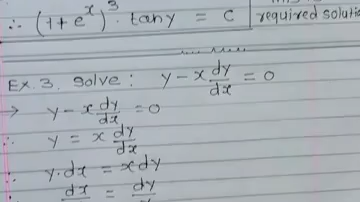 ∴ (1+e^x)^3 · tany = c
required solutio
Ex. 3. Solve : y - x dy/dx = 0
→ y - x dy/dx = 0
∴ y = x dy/dx
∴ y·dx = x dy
dx = dy